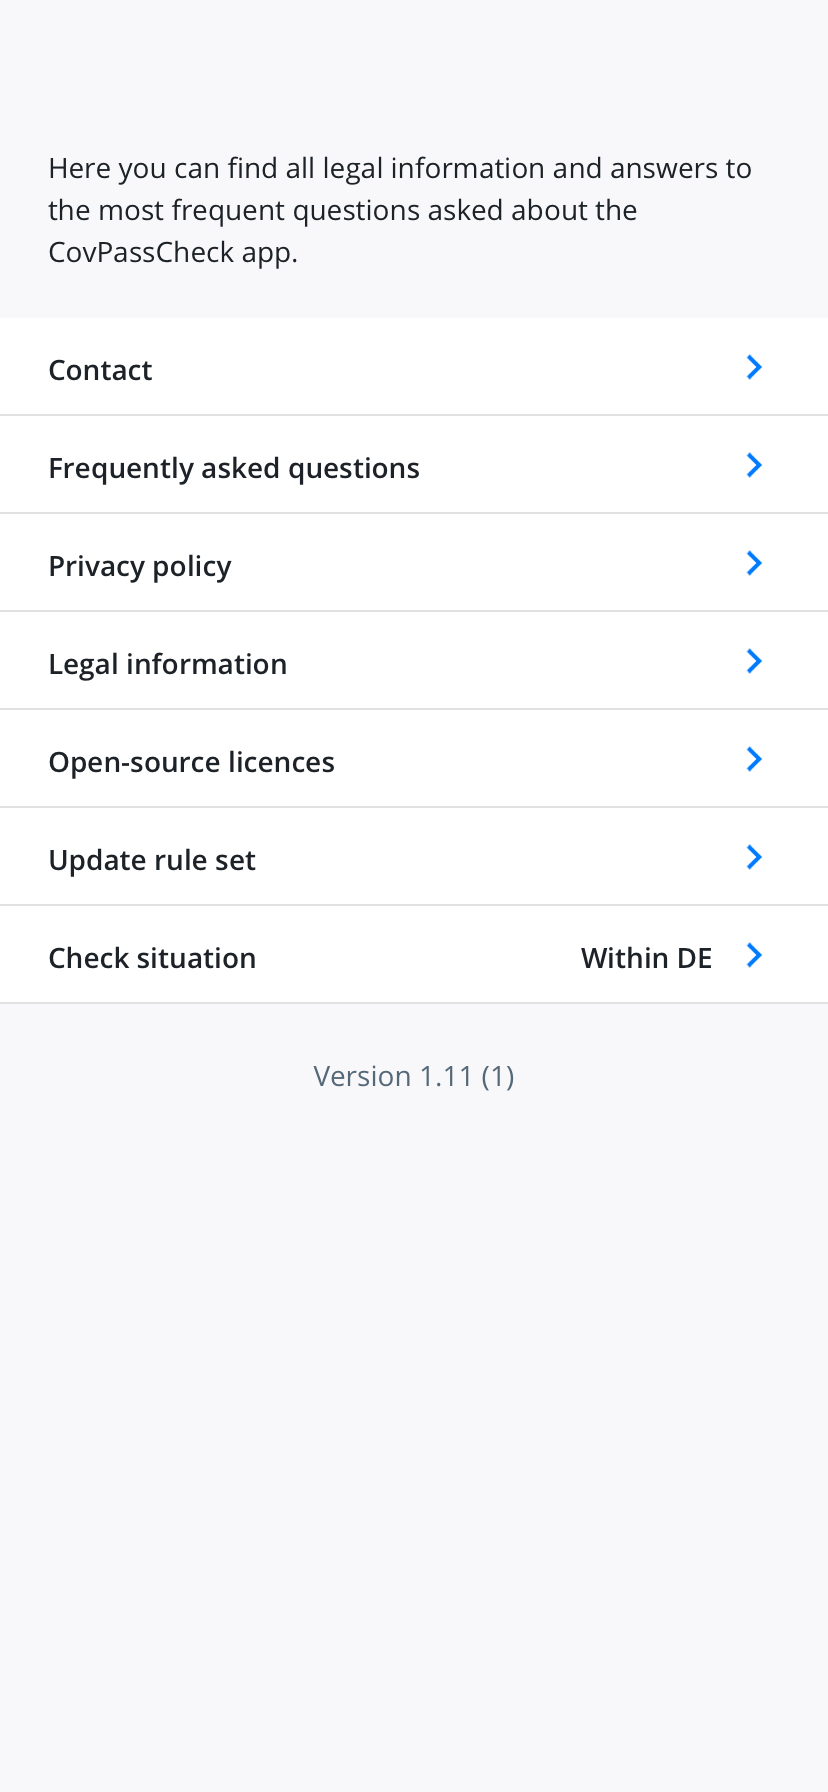 Here you can find all legal information and answers to
the most frequent questions asked about the
CovPassCheck app.
Contact
Frequently asked questions
Privacy policy
Legal information
Open-source licences
Update rule set
Check situation Within DE
Version 1.11 (1)